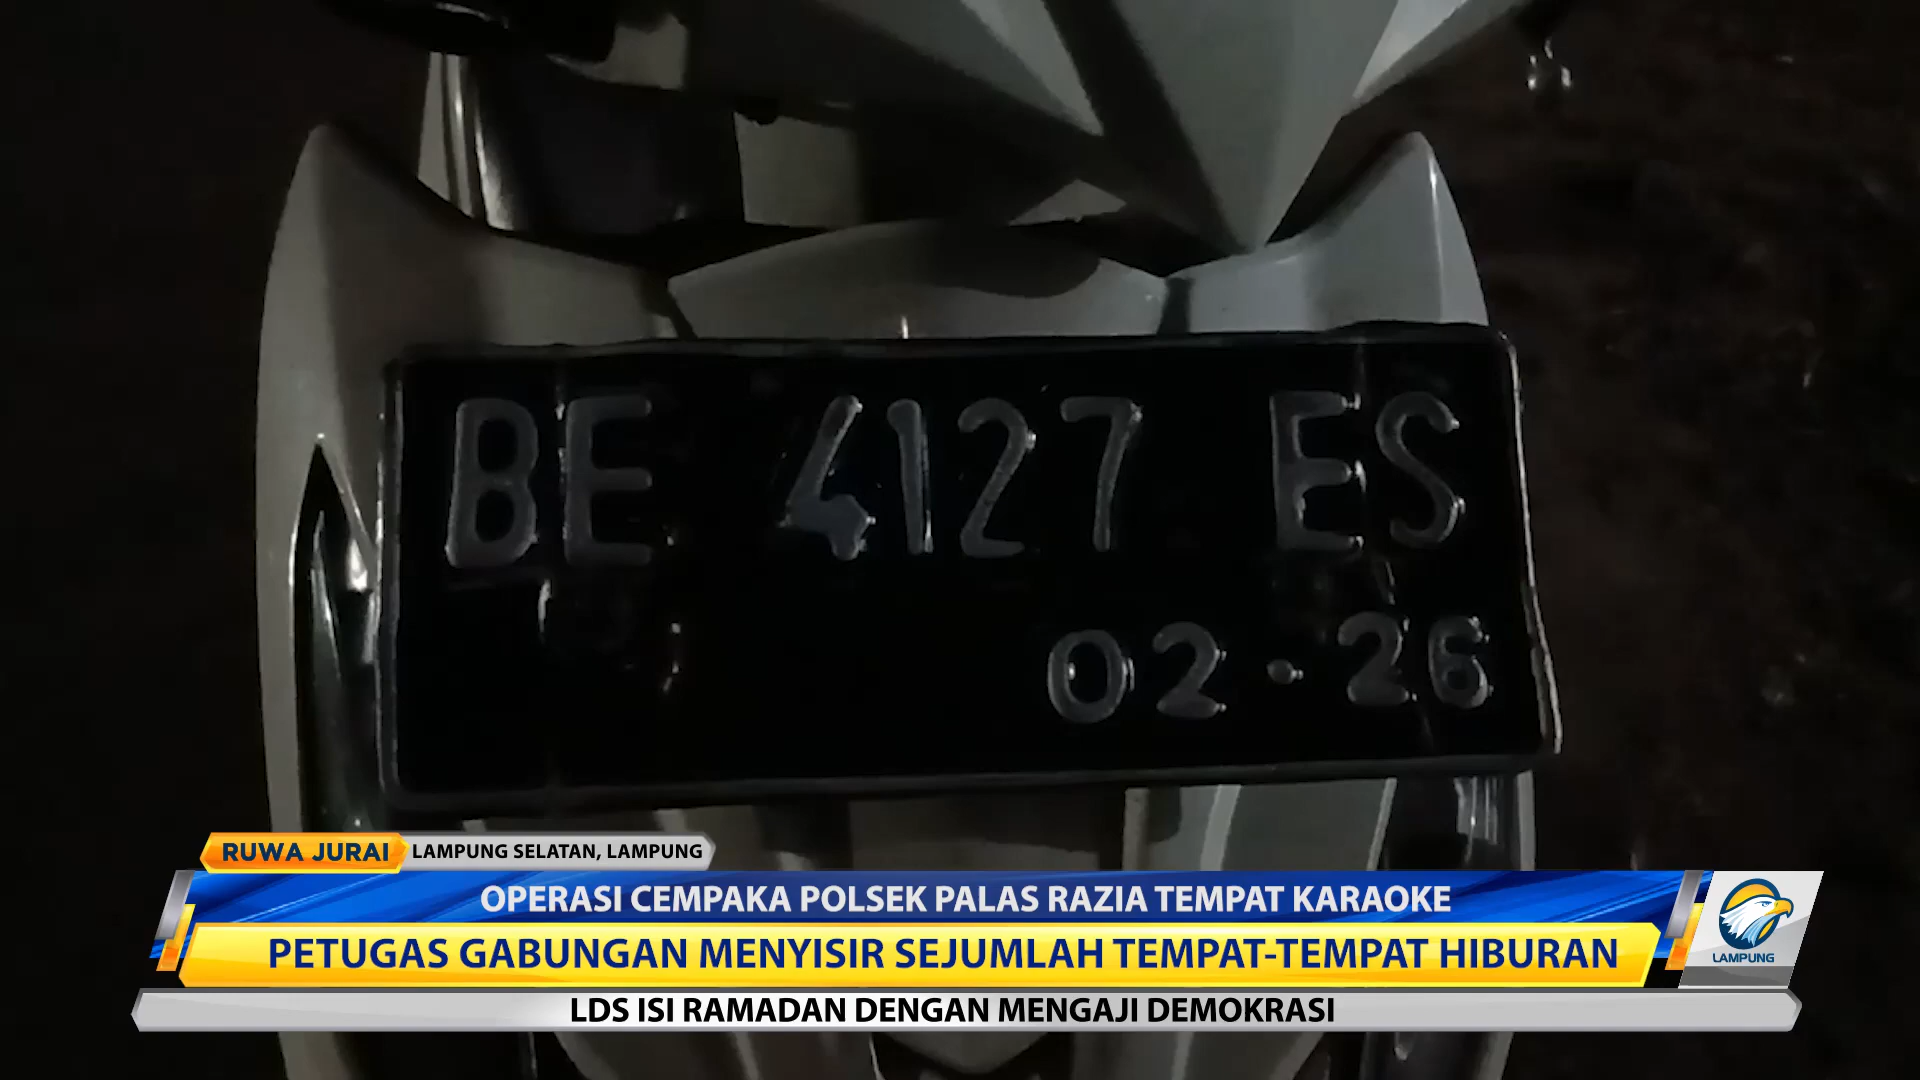 BE 4127 ES
02 - 26
RUWA JURAI
LAMPUNG SELATAN, LAMPUNG
OPERASI CEMPAKA POLSEK PALAS RAZIA TEMPAT KARAOKE
PETUGAS GABUNGAN MENYISIR SEJUMLAH TEMPAT-TEMPAT HIBURAN
LAMPUNG
LDS ISI RAMADAN DENGAN MENGAJI DEMOKRASI